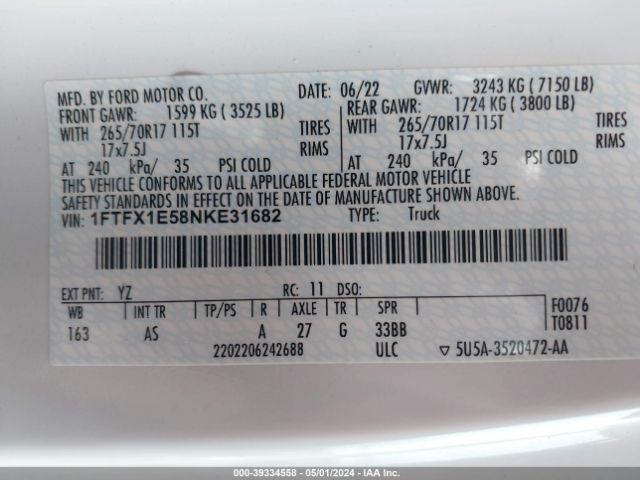 MFD. BY FORD MOTOR CO.
DATE: 06/22 GVWR: 3243 KG ( 7150 LB)
FRONT GAWR: 1599 KG ( 3525 LB)
REAR GAWR: 1724 KG ( 3800 LB)
WITH 265/70R17 115T TIRES
WITH 265/70R17 115T TIRES
17x7.5J RIMS
17x7.5J RIMS
AT 240 kPa/ 35 PSI COLD
AT 240 kPa/ 35 PSI COLD
THIS VEHICLE CONFORMS TO ALL APPLICABLE FEDERAL MOTOR VEHICLE
SAFETY STANDARDS IN EFFECT ON THE DATE OF MANUFACTURE SHOWN ABOVE.
VIN: 1FTFX1E58NKE31682 TYPE: Truck
EXT PNT: YZ RC: 11 DSO:
WB INT TR TP/PS R AXLE TR SPR
163 AS A 27 G 33BB
F0076
T0811
2202206242688 ULC ▽ 5U5A-3520472-AA
000-39334558 - 05/01/2024 - IAAI.COM